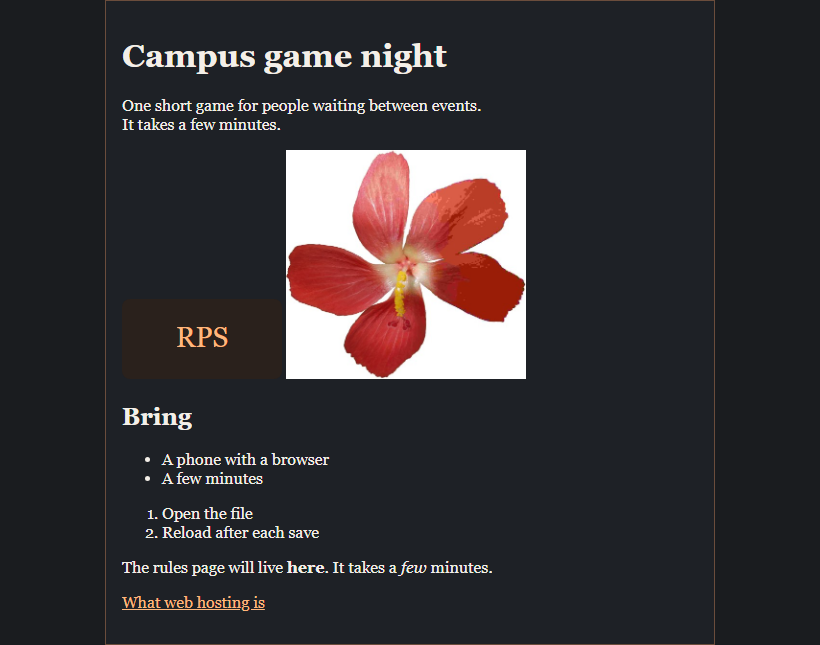 Campus game night
One short game for people waiting between events.
It takes a few minutes.
RPS
Bring
• A phone with a browser
• A few minutes
1. Open the file
2. Reload after each save
The rules page will live here. It takes a few minutes.
What web hosting is